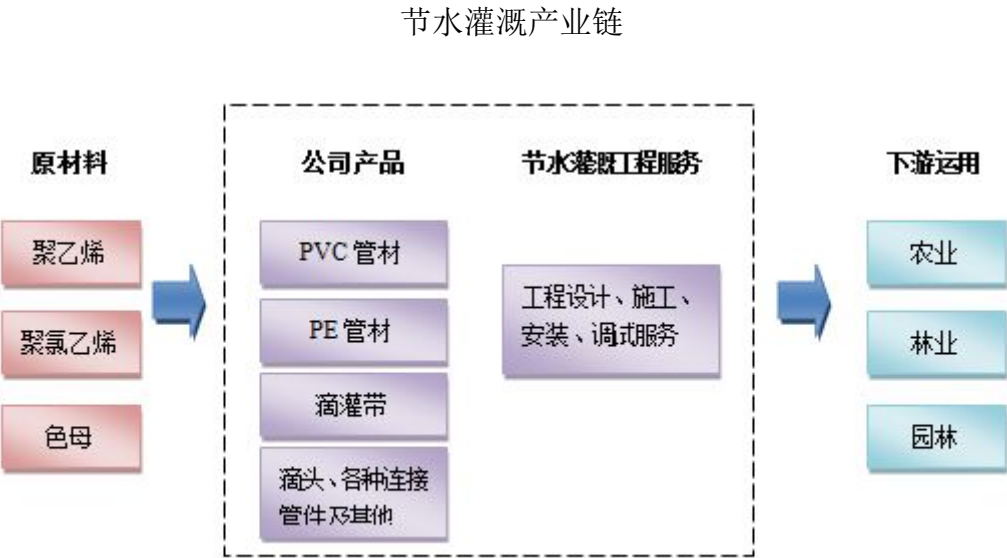 节水灌溉产业链
原材料
公司产品
节水灌既工程服务
下游运用
聚乙烯
聚氯乙烯
色母
PVC 管材
PE 管材
滴灌带
滴头、各种连接
管件及其他
工程设计、施工、
安装、调式服务
农业
林业
园林